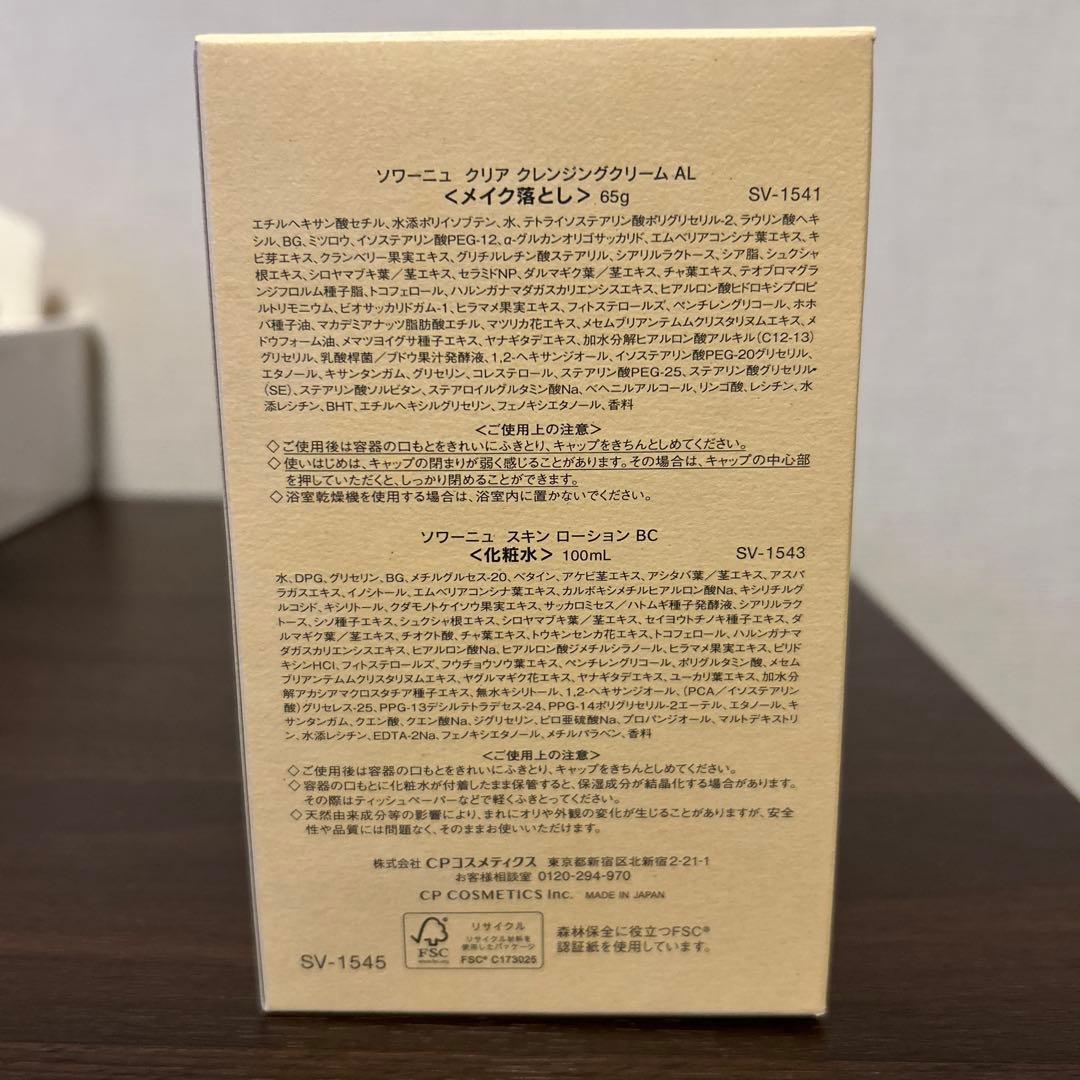 ソワーニュ クリア クレンジングクリーム AL
＜メイク落とし＞ 65g SV-1541
エチルヘキサン酸セチル、水添ポリイソブテン、水、テトライソステアリン酸ポリグリセリル-2、ラウリン酸ヘキ
シル、BG、ミツロウ、イソステアリン酸PEG-12、α-グルカンオリゴサッカリド、エムベリアコンシナ葉エキス、キ
ビ芽エキス、クランベリー果実エキス、グリチルレチン酸ステアリル、シアリルラクトース、シア脂、シュクシャ
根エキス、シロヤマブキ葉／茎エキス、セラミドNP、ダルマギク葉／茎エキス、チャ葉エキス、テオブロマグラ
ンジフロルム種子脂、トコフェロール、ハルンガナマダガスカリエンシスエキス、ヒアルロン酸ヒドロキシプロピ
ルトリモニウム、ビオサッカリドガム-1、ヒラマメ果実エキス、フィトステロールズ、ペンチレングリコール、ホホ
バ種子油、マカデミアナッツ脂肪酸エチル、マツリカ花エキス、メセムブリアンテムムクリスタリヌムエキス、メ
ドウフォーム油、メマツヨイグサ種子エキス、ヤナギタデエキス、加水分解ヒアルロン酸アルキル(C12-13)
グリセリル、乳酸桿菌／ブドウ果汁発酵液、1,2-ヘキサンジオール、イソステアリン酸PEG-20グリセリル、
エタノール、キサンタンガム、グリセリン、コレステロール、ステアリン酸PEG-25、ステアリン酸グリセリル
(SE)、ステアリン酸ソルビタン、ステアロイルグルタミン酸Na、ベヘニルアルコール、リンゴ酸、レシチン、水
添レシチン、BHT、エチルヘキシルグリセリン、フェノキシエタノール、香料
＜ご使用上の注意＞
◇ご使用後は容器の口もとをきれいにふきとり、キャップをきちんとしめてください。
◇使いはじめは、キャップの閉まりが弱く感じることがあります。その場合は、キャップの中心部
を押していただくと、しっかり閉めることができます。
◇浴室乾燥機を使用する場合は、浴室内に置かないでください。
ソワーニュ スキン ローション BC
＜化粧水＞ 100mL SV-1543
水、DPG、グリセリン、BG、メチルグルセス-20、ベタイン、アケビ茎エキス、アシタバ葉／茎エキス、アスパ
ラガスエキス、イノシトール、エムベリアコンシナ葉エキス、カルボキシメチルヒアルロン酸Na、キシリチルグ
ルコシド、キシリトール、クダモノトケイソウ果実エキス、サッカロミセス／ハトムギ種子発酵液、シアリルラク
トース、シソ種子エキス、シュクシャ根エキス、シロヤマブキ葉／茎エキス、セイヨウトチノキ種子エキス、ダ
ルマギク葉／茎エキス、チオクト酸、チャ葉エキス、トウキンセンカ花エキス、トコフェロール、ハルンガナマ
ダガスカリエンシスエキス、ヒアルロン酸Na、ヒアルロン酸ジメチルシラノール、ヒラマメ果実エキス、ピリド
キシンHCl、フィトステロールズ、フウチョウソウ葉エキス、ペンチレングリコール、ポリグルタミン酸、メセム
ブリアンテムムクリスタリヌムエキス、ヤグルマギク花エキス、ヤナギタデエキス、ユーカリ葉エキス、加水分
解アカシアマクロスタチア種子エキス、無水キシリトール、1,2-ヘキサンジオール、(PCA／イソステアリン
酸)グリセレス-25、PPG-13デシルテトラデセス-24、PPG-14ポリグリセリル-2エーテル、エタノール、キ
サンタンガム、クエン酸、クエン酸Na、ジグリセリン、ピロ亜硫酸Na、プロパンジオール、マルトデキストリ
ン、水添レシチン、EDTA-2Na、フェノキシエタノール、メチルパラベン、香料
＜ご使用上の注意＞
◇ご使用後は容器の口もとをきれいにふきとり、キャップをきちんとしめてください。
◇容器の口もとに化粧水が付着したまま保管すると、保湿成分が結晶化する場合があります。
その際はティッシュペーパーなどで軽くふきとってください。
◇天然由来成分等の影響により、まれにオリや外観の変化が生じることがありますが、安全
性や品質には問題なく、そのままお使いいただけます。
株式会社 CPコスメティクス 東京都新宿区北新宿2-21-1
お客様相談室 0120-294-970
CP COSMETICS Inc. MADE IN JAPAN
SV-1545
FSC
www.fsc.org
リサイクル
リサイクル材料を
使用したパッケージ
FSC® C173025
森林保全に役立つFSC®
認証紙を使用しています。